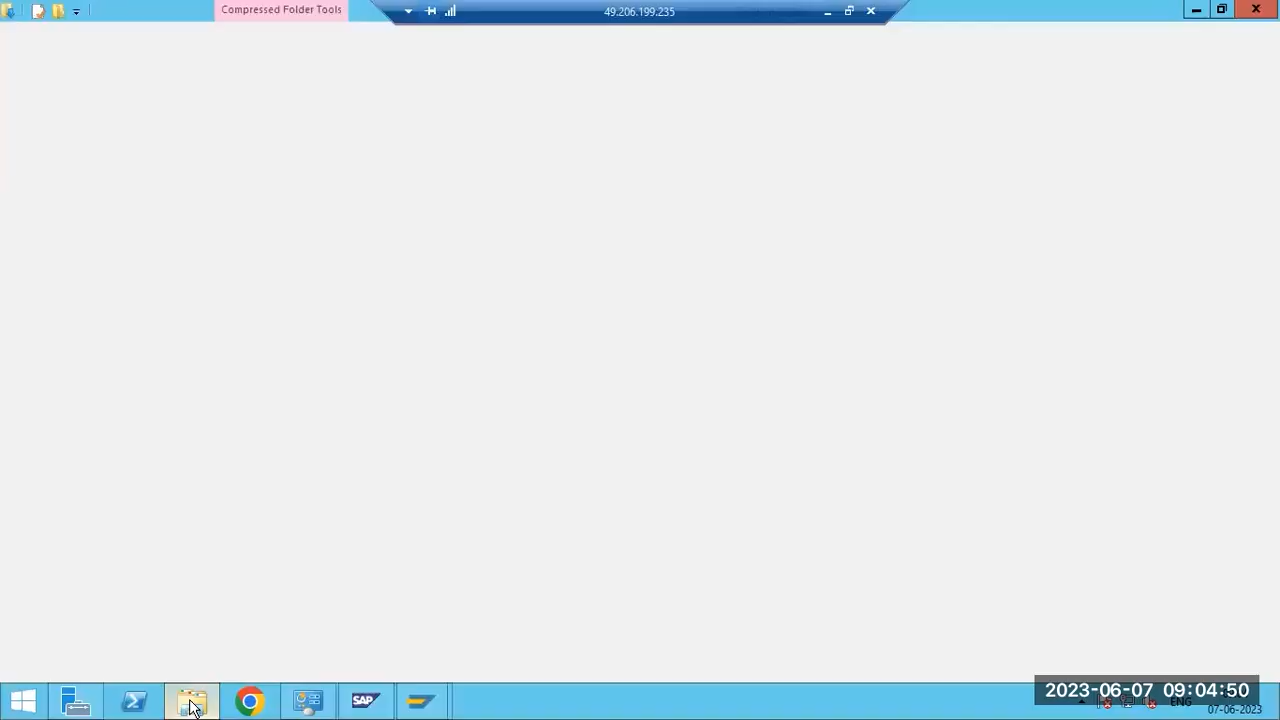 Compressed Folder Tools
49.206.199.235
SAP
2023-06-07 09:04:50
ENG
07-06-2023